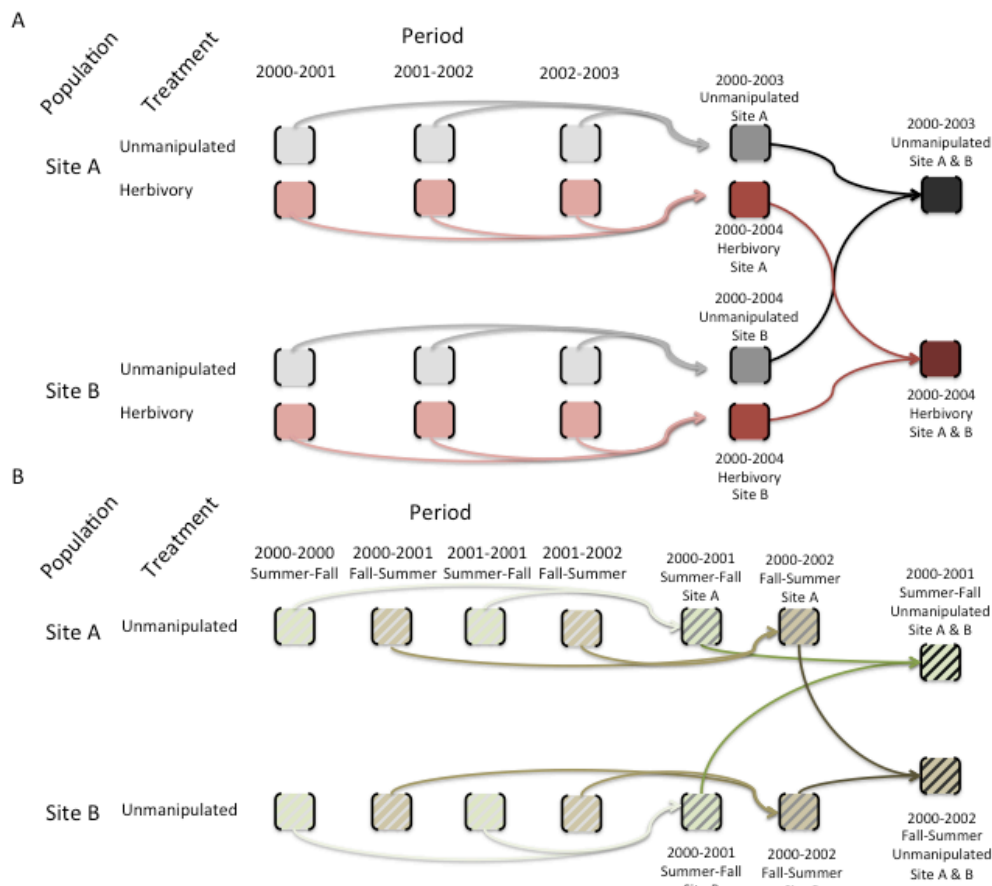 A
Population
Treatment
Period
2000-2001
2001-2002
2002-2003
2000-2003
Unmanipulated
Site A
2000-2003
Unmanipulated
Site A & B
Site A
Unmanipulated
Herbivory
2000-2004
Herbivory
Site A
2000-2004
Unmanipulated
Site B
Site B
Unmanipulated
Herbivory
2000-2004
Herbivory
Site A & B
2000-2004
Herbivory
Site B
B
Population
Treatment
Period
2000-2000
Summer-Fall
2000-2001
Fall-Summer
2001-2001
Summer-Fall
2001-2002
Fall-Summer
2000-2001
Summer-Fall
Site A
2000-2002
Fall-Summer
Site A
2000-2001
Summer-Fall
Unmanipulated
Site A & B
Site A
Unmanipulated
Site B
Unmanipulated
2000-2001
Summer-Fall
2000-2002
Fall-Summer
2000-2002
Fall-Summer
Unmanipulated
Site A & B